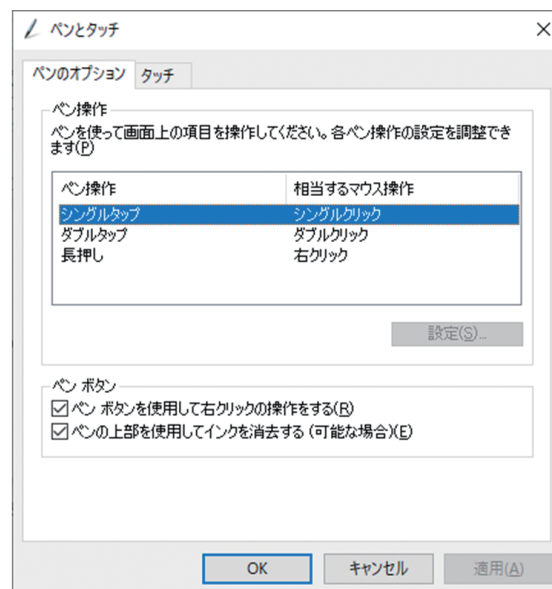 ペンとタッチ
ペンのオプション タッチ
ペン操作
ペンを使って画面上の項目を操作してください。各ペン操作の設定を調整でき
ます(P)
ペン操作 相当するマウス操作
シングルタップ シングルクリック
ダブルタップ ダブルクリック
長押し 右クリック
設定(S)...
ペン ボタン
ペン ボタンを使用して右クリックの操作をする(R)
ペンの上部を使用してインクを消去する (可能な場合)(E)
OK キャンセル 適用(A)